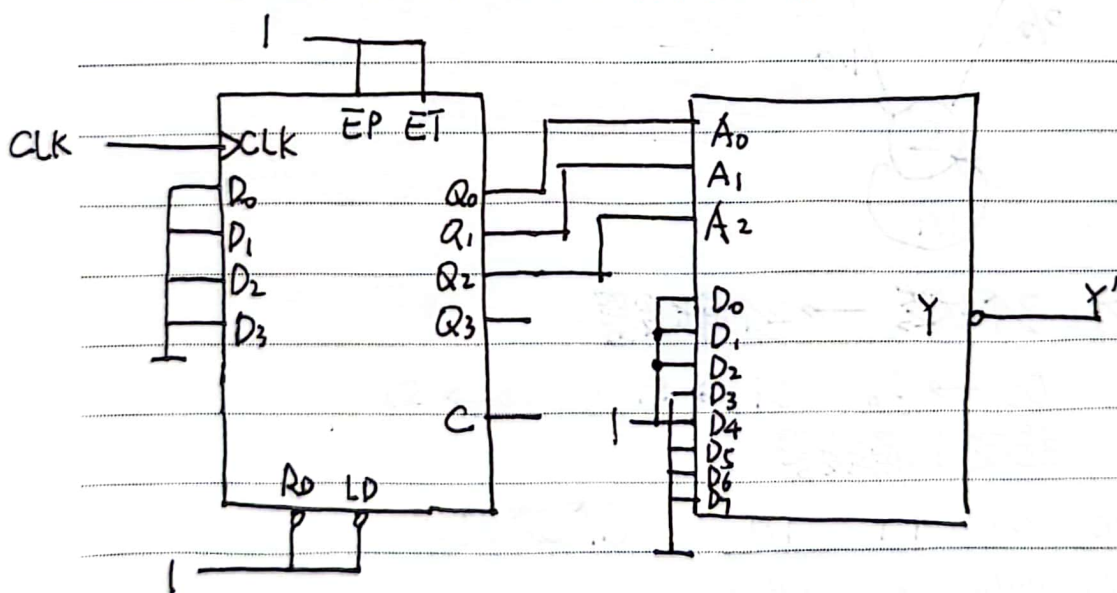 1
EP ET
CLK
CLK
D0
D1
D2
D3
Q0
Q1
Q2
Q3
C
RD LD
1
A0
A1
A2
D0
D1
D2
D3
D4
D5
D6
D7
1
Y
Y'